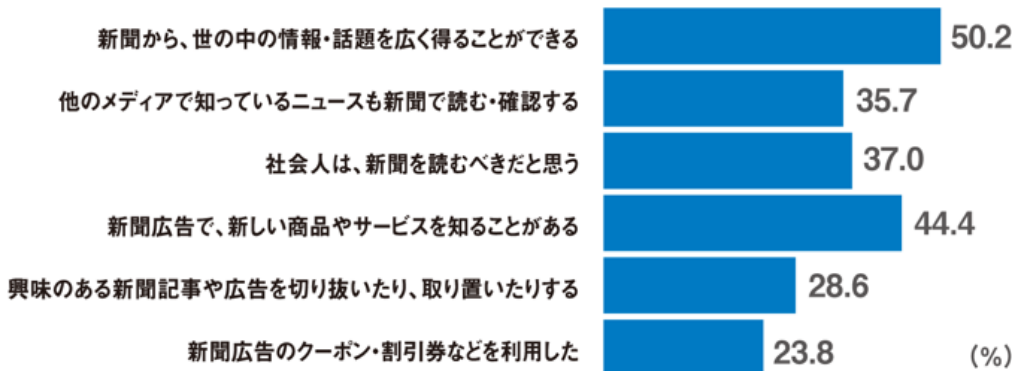 新聞から、世の中の情報・話題を広く得ることができる 50.2
他のメディアで知っているニュースも新聞で読む・確認する 35.7
社会人は、新聞を読むべきだと思う 37.0
新聞広告で、新しい商品やサービスを知ることがある 44.4
興味のある新聞記事や広告を切り抜いたり、取り置いたりする 28.6
新聞広告のクーポン・割引券などを利用した 23.8 (%)